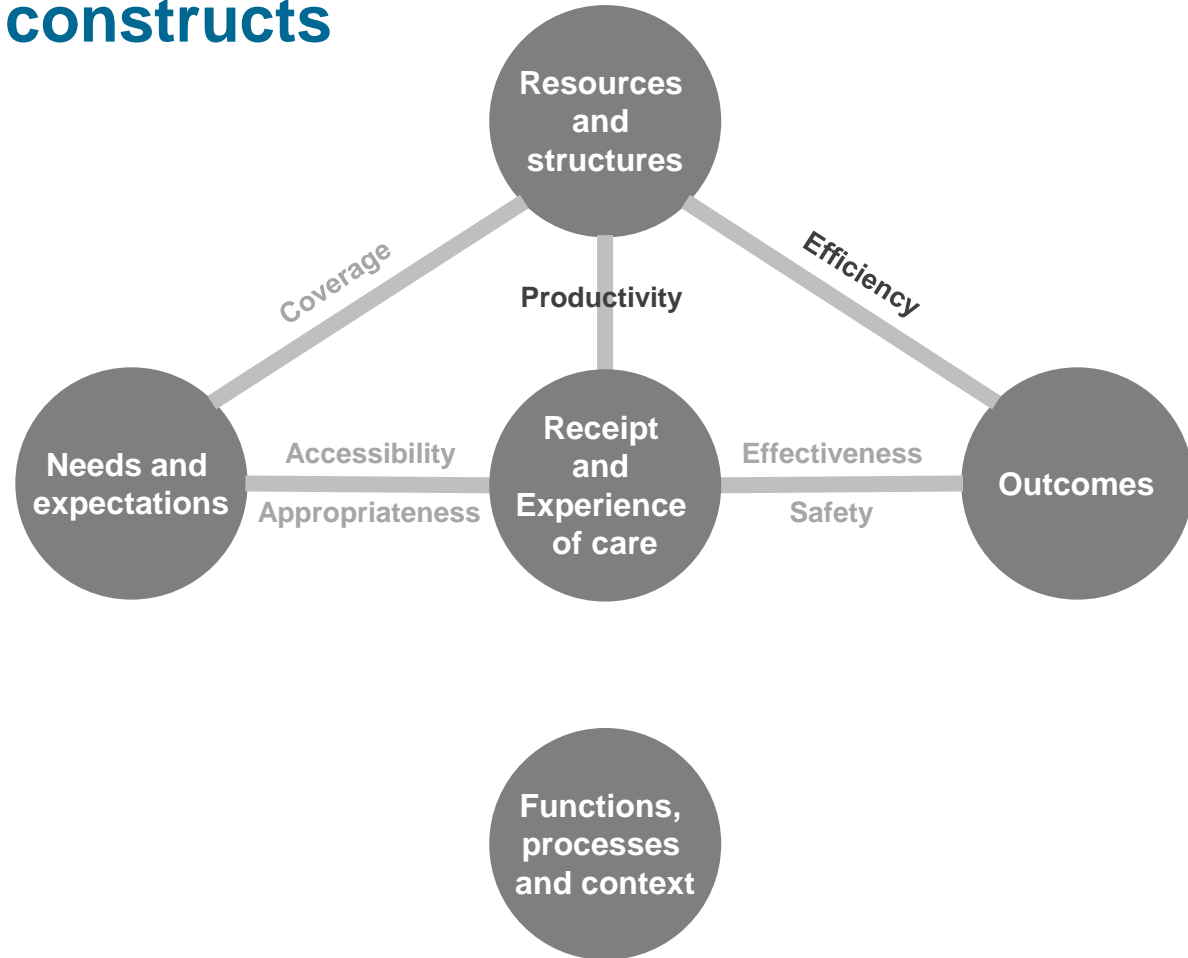 constructs
Resources
and
structures
Coverage
Efficiency
Productivity
Needs and
expectations
Accessibility
Appropriateness
Receipt
and
Experience
of care
Effectiveness
Safety
Outcomes
Functions,
processes
and context